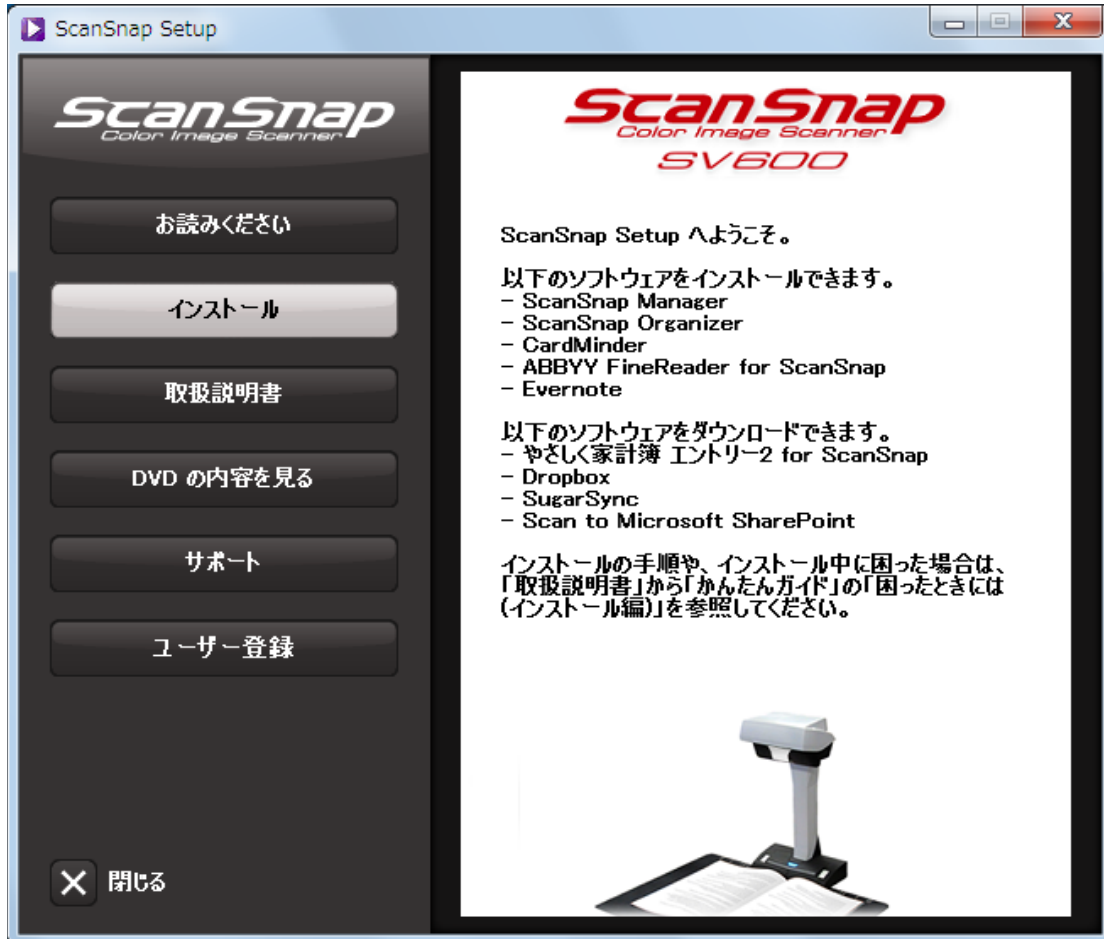 ScanSnap Setup
ScanSnap
Color Image Scanner
お読みください
インストール
取扱説明書
DVD の内容を見る
サポート
ユーザー登録
閉じる
ScanSnap
Color Image Scanner
SV600
ScanSnap Setup へようこそ。
以下のソフトウェアをインストールできます。
- ScanSnap Manager
- ScanSnap Organizer
- CardMinder
- ABBYY FineReader for ScanSnap
- Evernote
以下のソフトウェアをダウンロードできます。
- やさしく家計簿 エントリー2 for ScanSnap
- Dropbox
- SugarSync
- Scan to Microsoft SharePoint
インストールの手順や、インストール中に困った場合は、
「取扱説明書」から「かんたんガイド」の「困ったときには
(インストール編)」を参照してください。